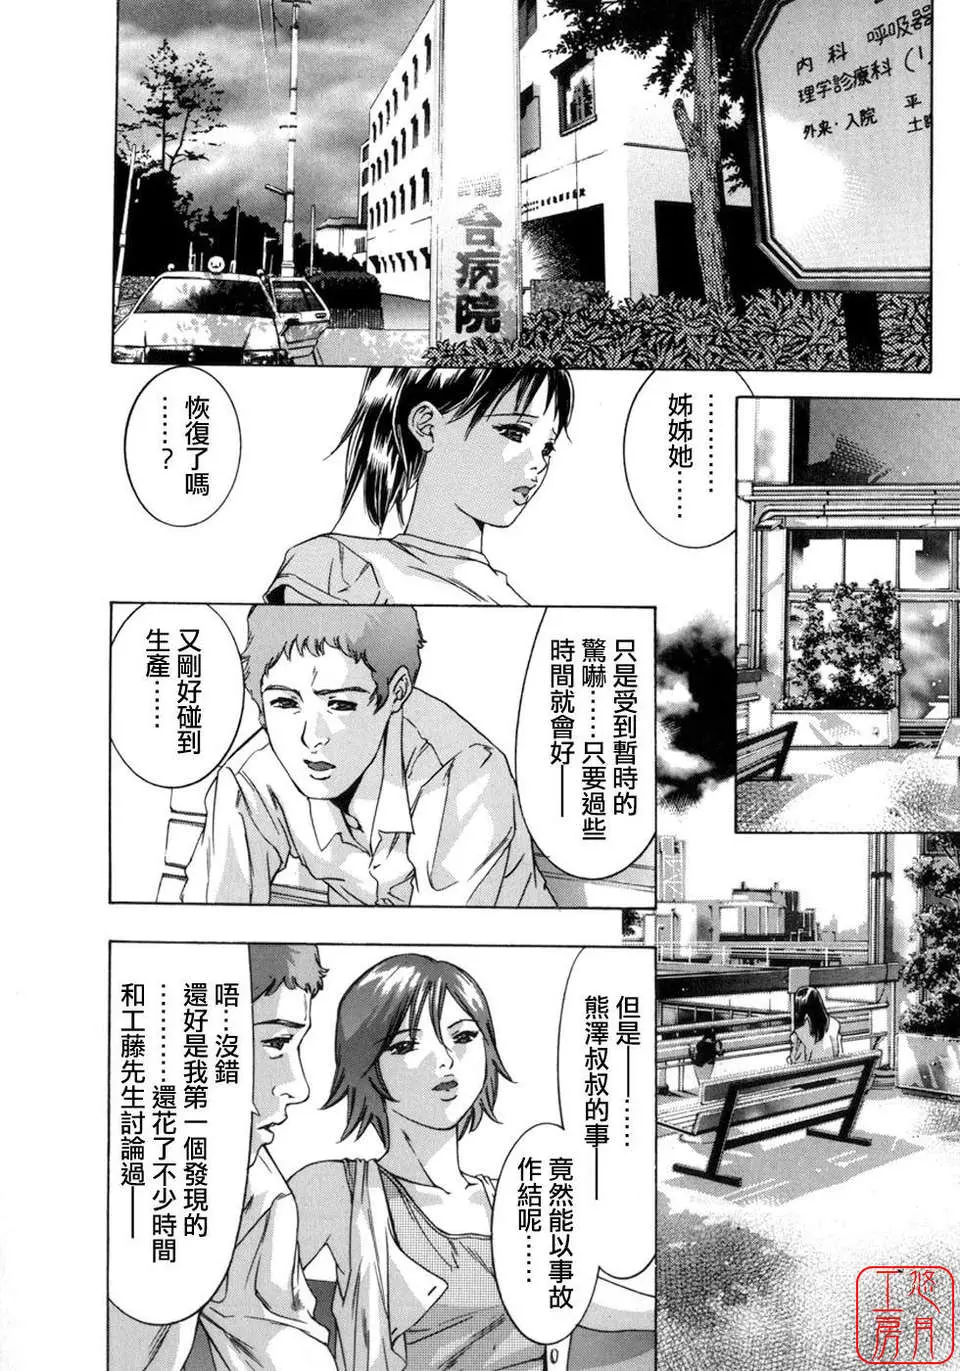 内科 呼吸器
理学診療科
外来・入院 平
土
台病院
………
姊姊她……
恢復了嗎
……?
只是受到暫時的
驚嚇……只要過些
時間就會好——
又剛好碰到
生產……
但是——……
熊澤叔叔的事——
竟然能以事故
作結呢……
唔…沒錯
還好是我第一個發現的
………還花了不少時間
和工藤先生討論過——
悠月
工房